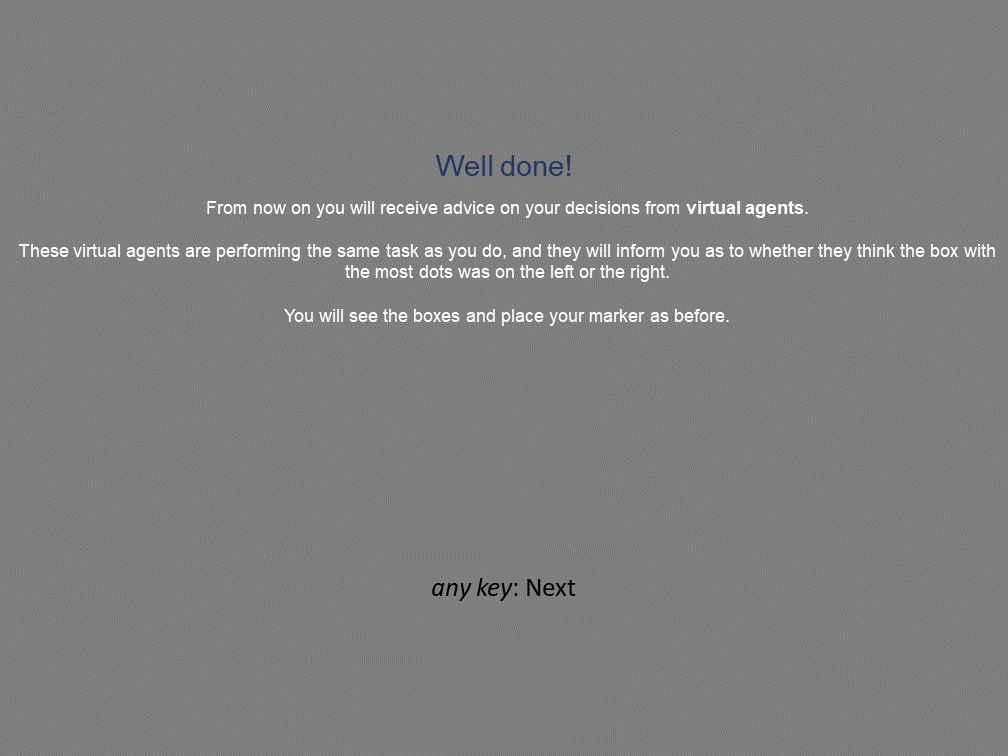 Well done!
From now on you will receive advice on your decisions from virtual agents.
These virtual agents are performing the same task as you do, and they will inform you as to whether they think the box with
the most dots was on the left or the right.
You will see the boxes and place your marker as before.
any key: Next